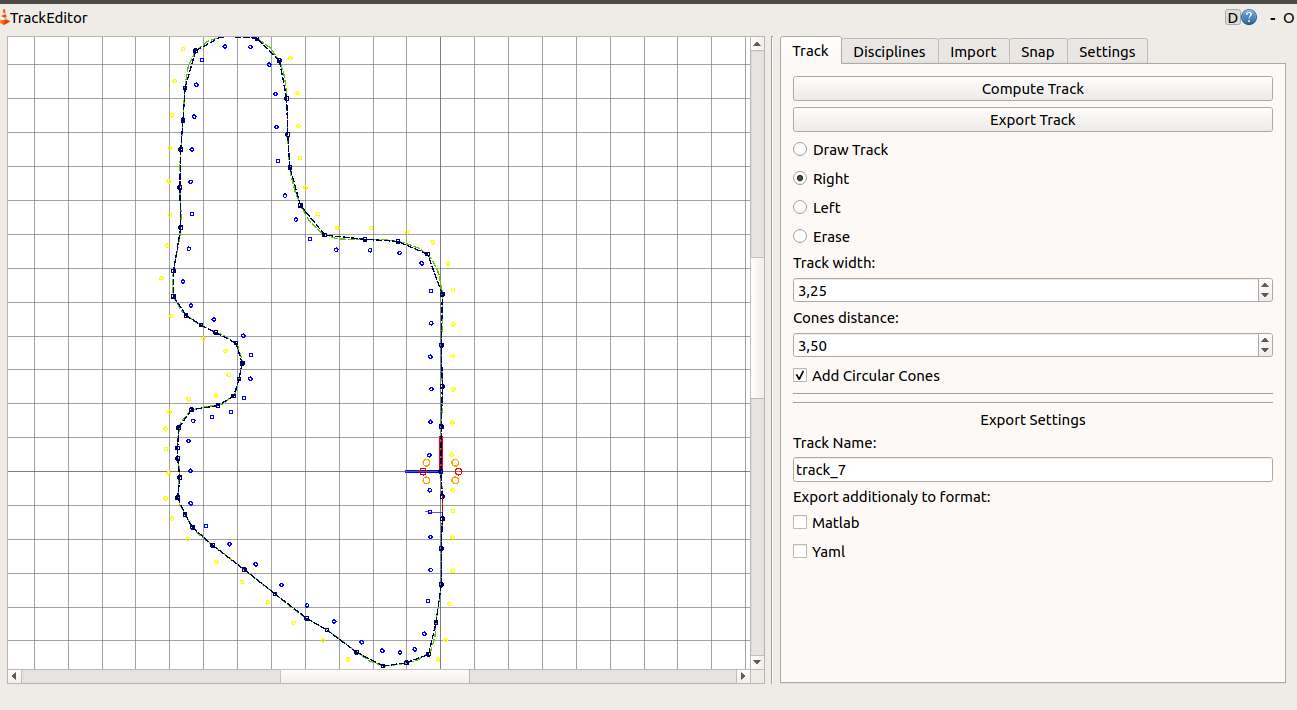 TrackEditor
D ? - O
Track Disciplines Import Snap Settings
Compute Track
Export Track
Draw Track
Right
Left
Erase
Track width:
3,25
Cones distance:
3,50
Add Circular Cones
Export Settings
Track Name:
track_7
Export additionaly to format:
Matlab
Yaml